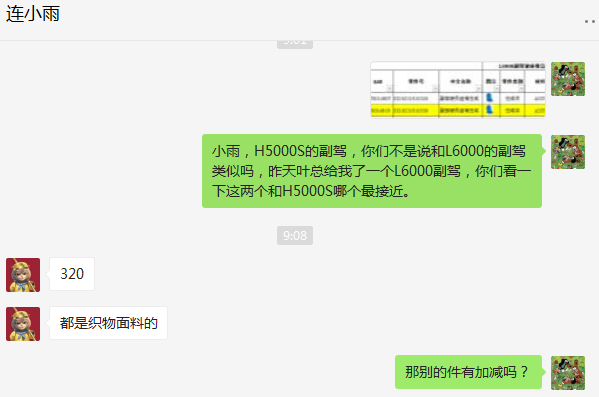 连小雨
9:01
小雨，H5000S的副驾，你们不是说和L6000的副驾
类似吗，昨天叶总给我了一个L6000副驾，你们看一
下这两个和H5000S哪个最接近。
9:08
320
都是织物面料的
那别的件有加减吗？